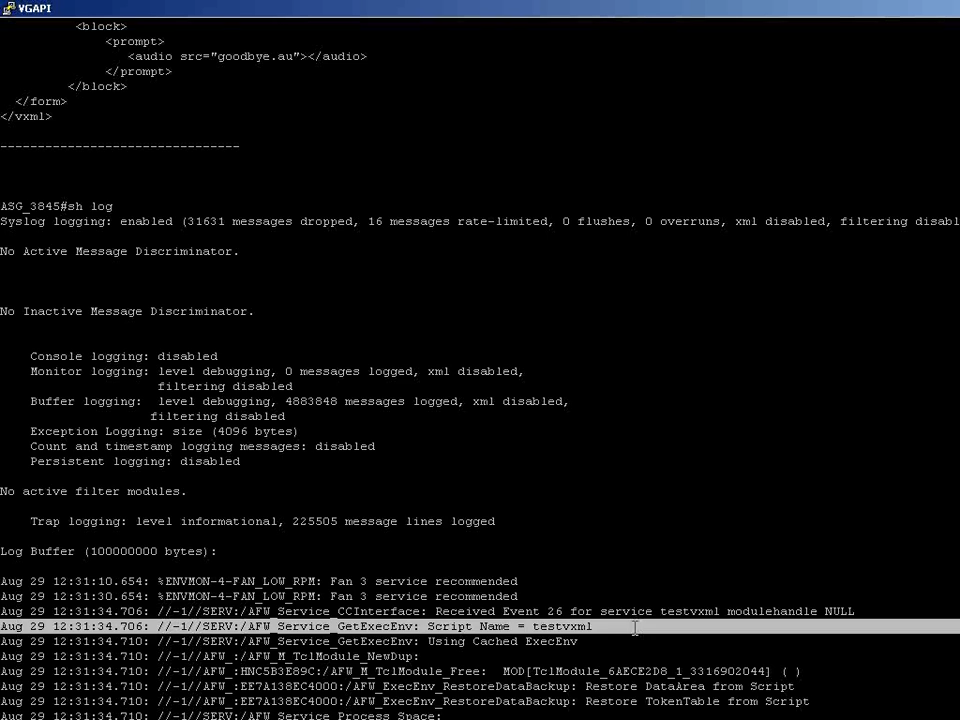 VGAPI
<block>
<prompt>
<audio src="goodbye.au"></audio>
</prompt>
</block>
</form>
</vxml>
--------------------------------
ASG_3845#sh log
Syslog logging: enabled (31631 messages dropped, 16 messages rate-limited, 0 flushes, 0 overruns, xml disabled, filtering disabl
No Active Message Discriminator.
No Inactive Message Discriminator.
Console logging: disabled
Monitor logging: level debugging, 0 messages logged, xml disabled,
filtering disabled
Buffer logging:  level debugging, 4883848 messages logged, xml disabled,
filtering disabled
Exception Logging: size (4096 bytes)
Count and timestamp logging messages: disabled
Persistent logging: disabled
No active filter modules.
Trap logging: level informational, 225505 message lines logged
Log Buffer (100000000 bytes):
Aug 29 12:31:10.654: %ENVMON-4-FAN_LOW_RPM: Fan 3 service recommended
Aug 29 12:31:30.654: %ENVMON-4-FAN_LOW_RPM: Fan 3 service recommended
Aug 29 12:31:34.706: //-1//SERV:/AFW_Service_CCInterface: Received Event 26 for service testvxml modulehandle NULL
Aug 29 12:31:34.706: //-1//SERV:/AFW_Service_GetExecEnv: Script Name = testvxml
Aug 29 12:31:34.710: //-1//SERV:/AFW_Service_GetExecEnv: Using Cached ExecEnv
Aug 29 12:31:34.710: //-1//AFW_:/AFW_M_TclModule_NewDup:
Aug 29 12:31:34.710: //-1//AFW_:HNC5B3E89C:/AFW_M_TclModule_Free:  MOD[TclModule_6AECE2D8_1_3316902044] ( )
Aug 29 12:31:34.710: //-1//AFW_:EE7A138EC4000:/AFW_ExecEnv_RestoreDataBackup: Restore DataArea from Script
Aug 29 12:31:34.710: //-1//AFW_:EE7A138EC4000:/AFW_ExecEnv_RestoreDataBackup: Restore TokenTable from Script
Aug 29 12:31:34.710: //-1//SERV:/AFW_Service_Process_Space: